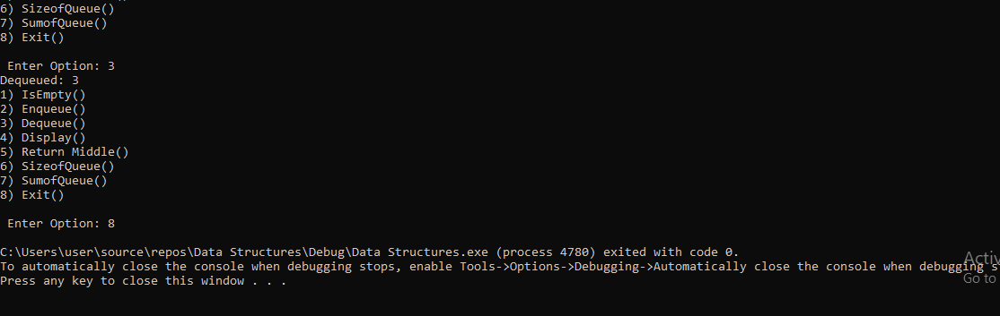 6) SizeofQueue()
7) SumofQueue()
8) Exit()
Enter Option: 3
Dequeued: 3
1) IsEmpty()
2) Enqueue()
3) Dequeue()
4) Display()
5) Return Middle()
6) SizeofQueue()
7) SumofQueue()
8) Exit()
Enter Option: 8
C:\Users\user\source\repos\Data Structures\Debug\Data Structures.exe (process 4780) exited with code 0.
To automatically close the console when debugging stops, enable Tools->Options->Debugging->Automatically close the console when debugging s
Press any key to close this window . . .
Activ
Go to